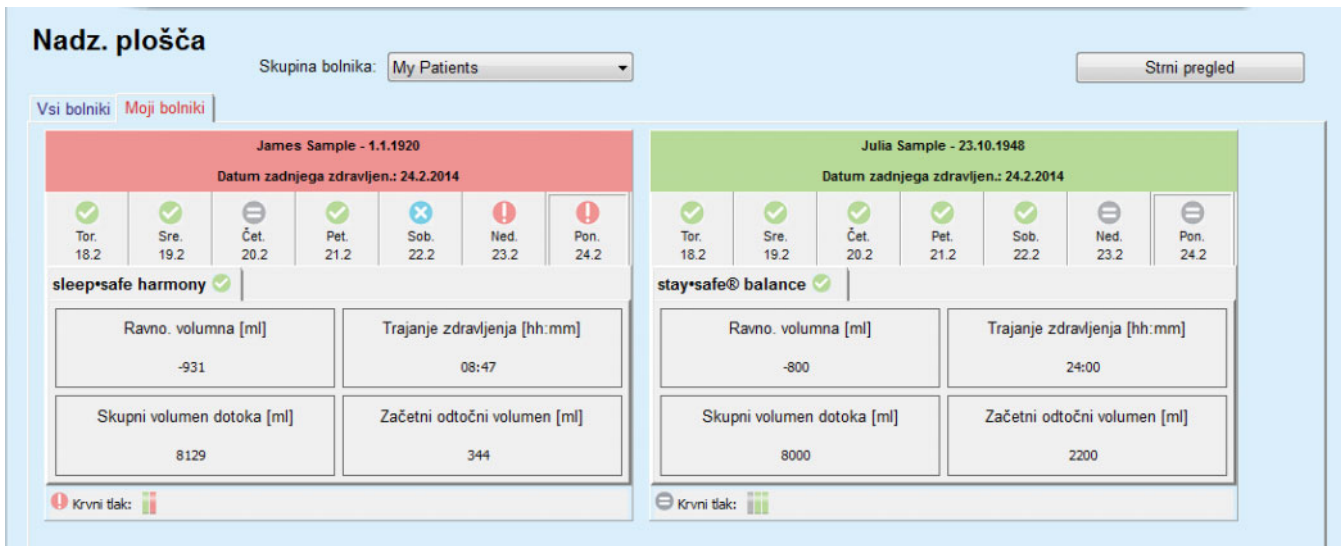 Nadz. plošča
Skupina bolnika: My Patients
Strni pregled
Vsi bolniki Moji bolniki
James Sample - 1.1.1920
Datum zadnjega zdravljen.: 24.2.2014
Tor. Sre. Čet. Pet. Sob. Ned. Pon.
18.2 19.2 20.2 21.2 22.2 23.2 24.2
sleep•safe harmony
Ravno. volumna [ml] Trajanje zdravljenja [hh:mm]
-931 08:47
Skupni volumen dotoka [ml] Začetni odtočni volumen [ml]
8129 344
Krvni tlak:
Julia Sample - 23.10.1948
Datum zadnjega zdravljen.: 24.2.2014
Tor. Sre. Čet. Pet. Sob. Ned. Pon.
18.2 19.2 20.2 21.2 22.2 23.2 24.2
stay•safe® balance
Ravno. volumna [ml] Trajanje zdravljenja [hh:mm]
-800 24:00
Skupni volumen dotoka [ml] Začetni odtočni volumen [ml]
8000 2200
Krvni tlak: